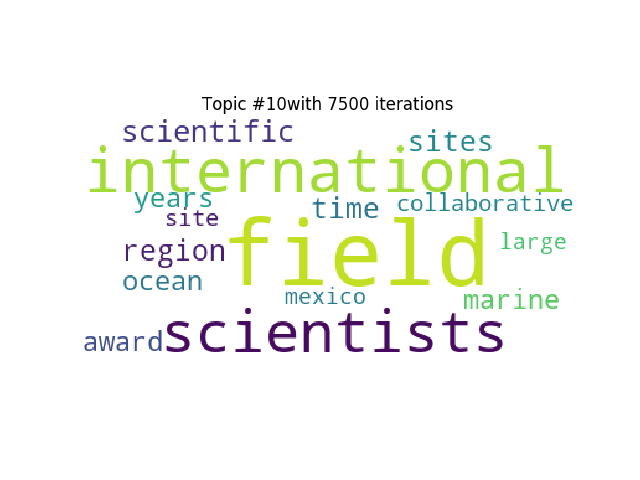 Topic #10with 7500 iterations
scientific
sites
international
years
collaborative
time
site
field
large
region
ocean
mexico
marine
scientists
award